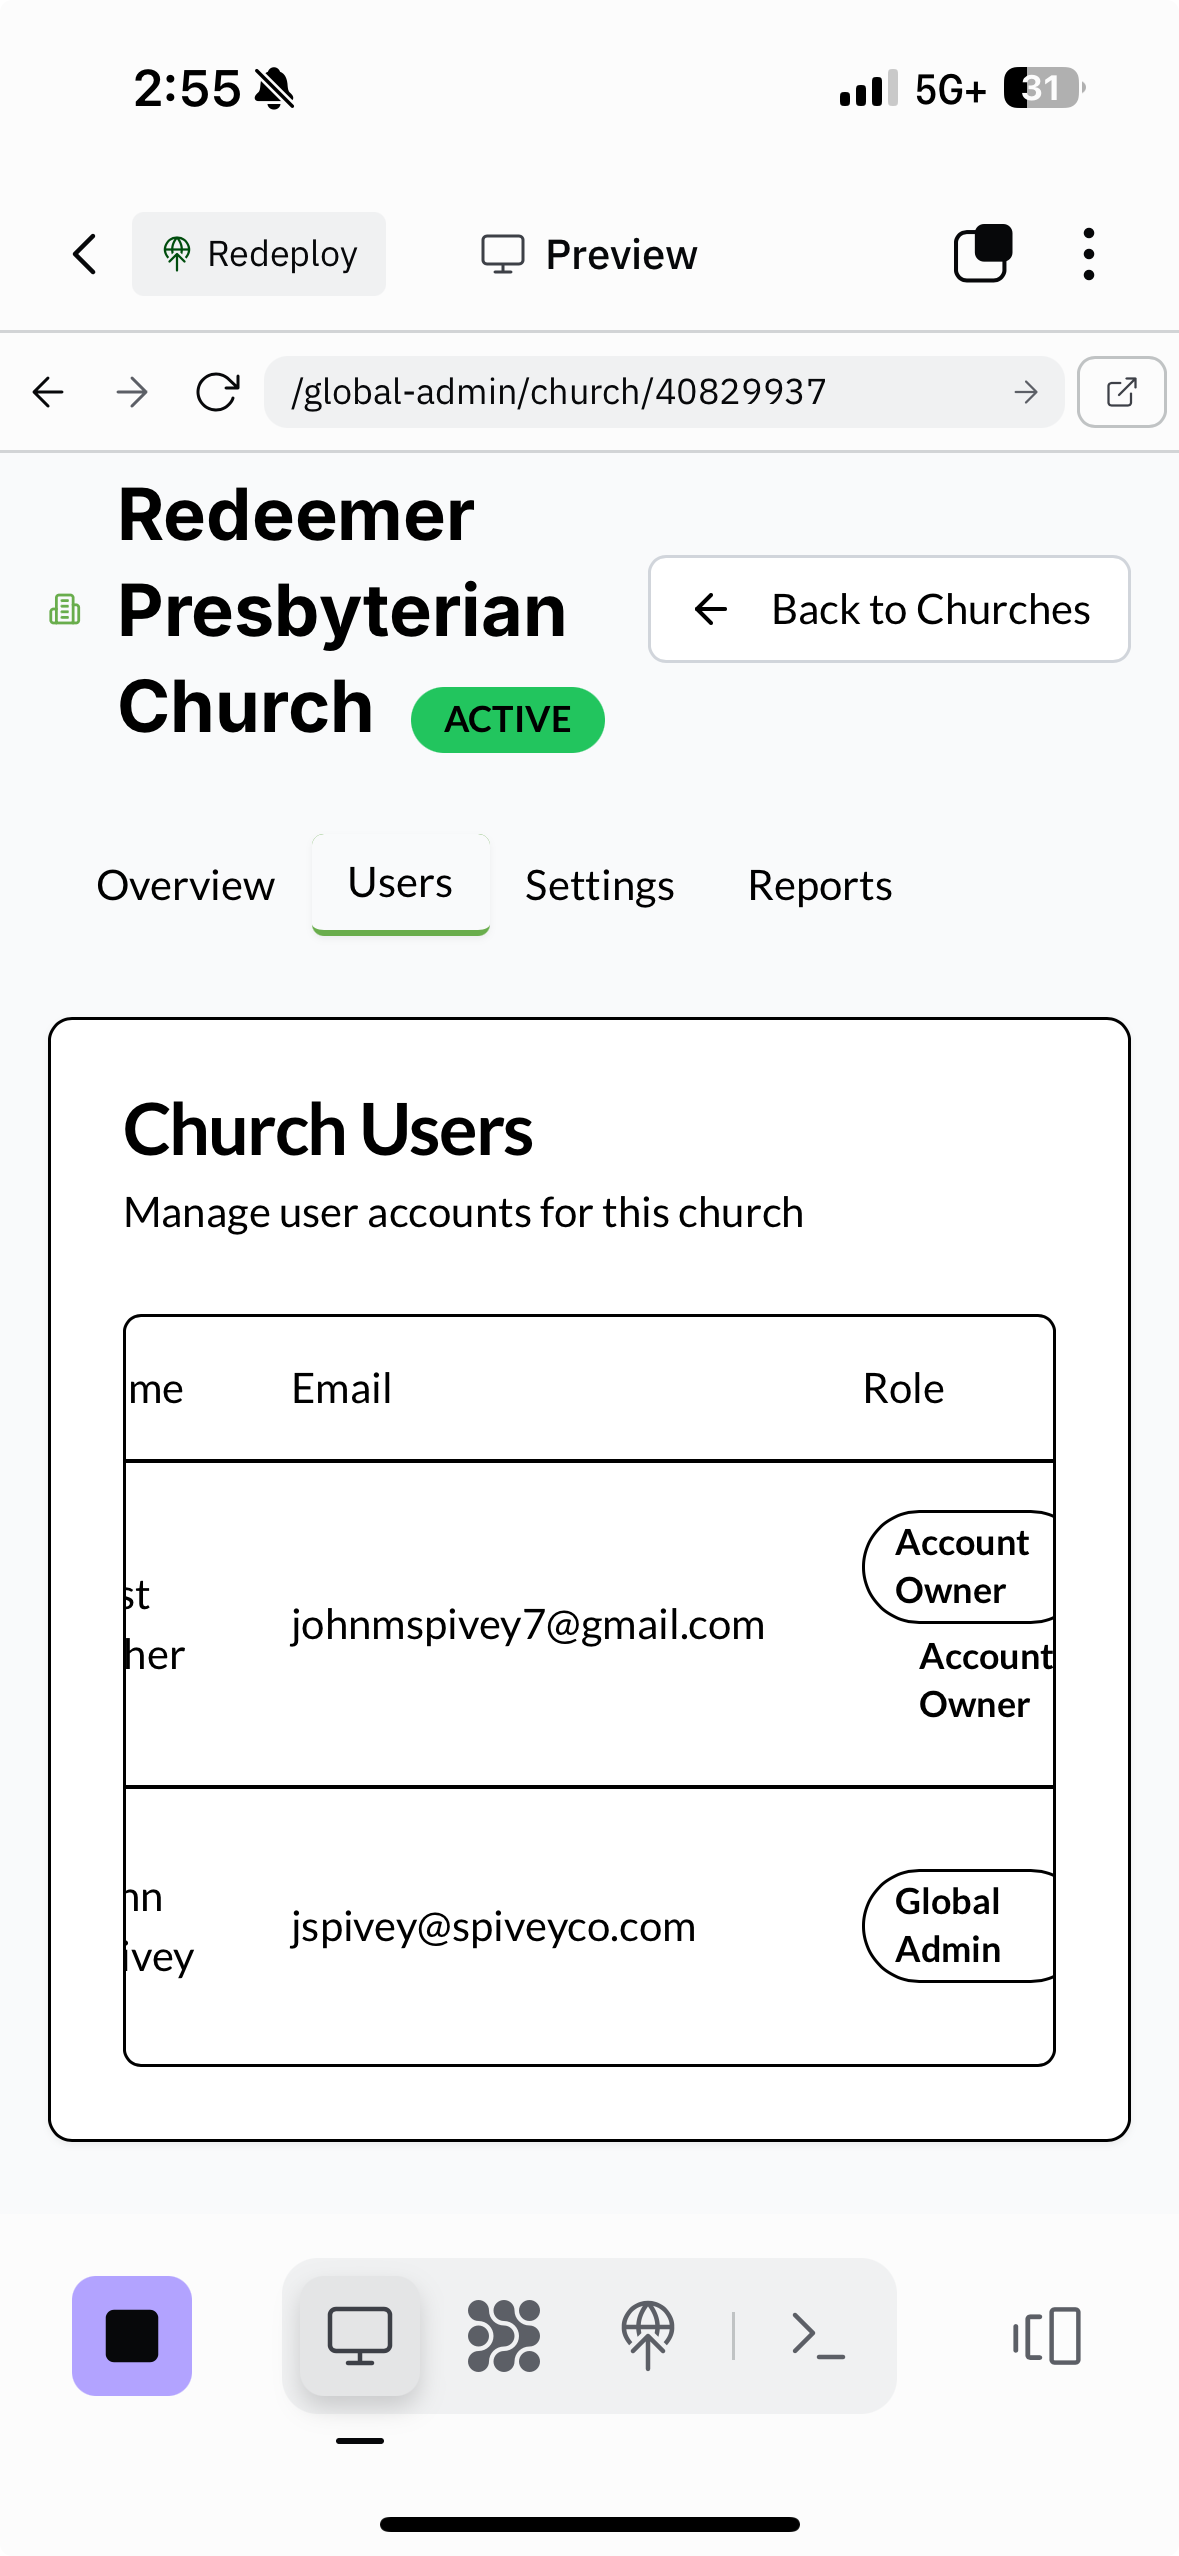 2:55
5G+
31
Redeploy
Preview
/global-admin/church/40829937
Redeemer
Presbyterian
Church
ACTIVE
Back to Churches
Overview
Users
Settings
Reports
Church Users
Manage user accounts for this church
me
Email
Role
st
her
johnmspivey7@gmail.com
Account
Owner
Account
Owner
nn
ivey
jspivey@spiveyco.com
Global
Admin